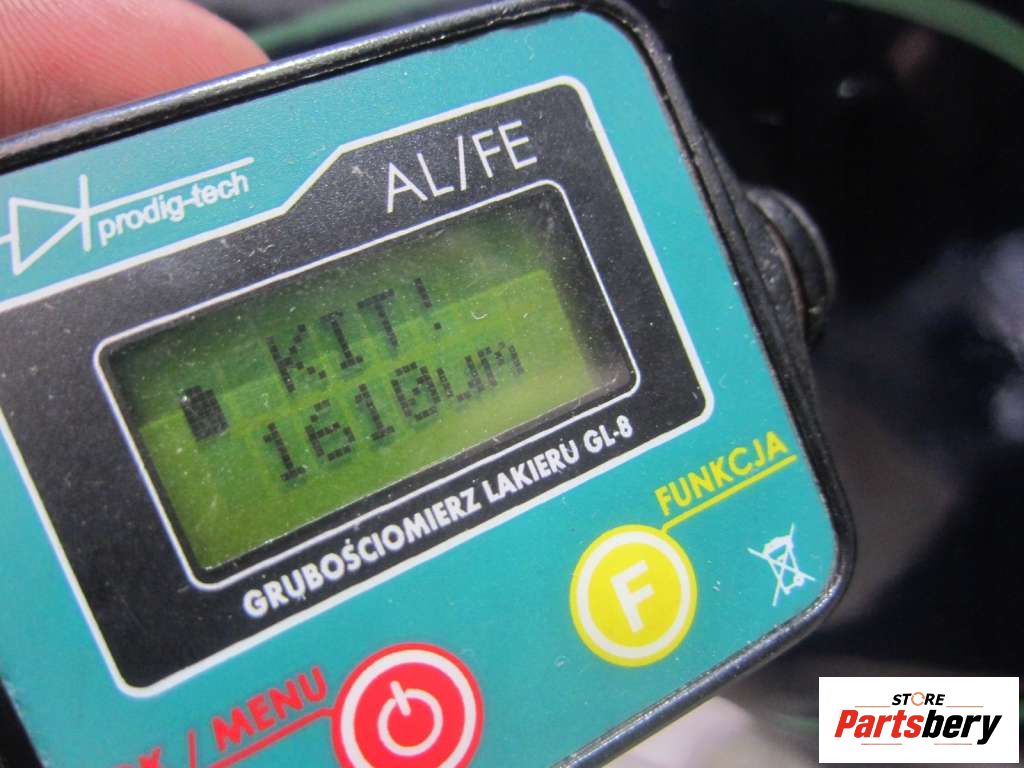 AL/FE
prodig-tech
KIT!
1610um
GRUBOŚCIOMIERZ LAKIERU GL-8
FUNKCJA
F
/ MENU
STORE
Partsbery